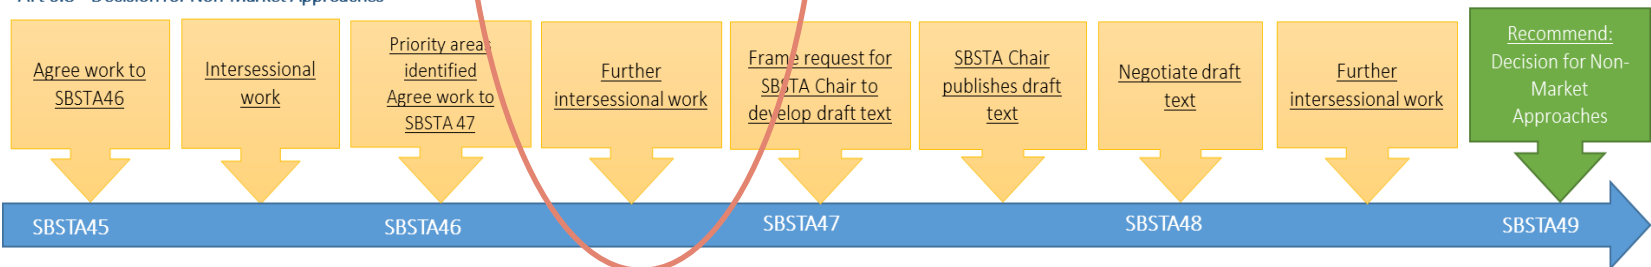 Agree work to
SBSTA46
Intersessional
work
Priority areas
identified
Agree work to
SBSTA 47
Further
intersessional work
Frame request for
SBSTA Chair to
develop draft text
SBSTA Chair
publishes draft
text
Negotiate draft
text
Further
intersessional work
Recommend:
Decision for Non-
Market
Approaches
SBSTA45
SBSTA46
SBSTA47
SBSTA48
SBSTA49